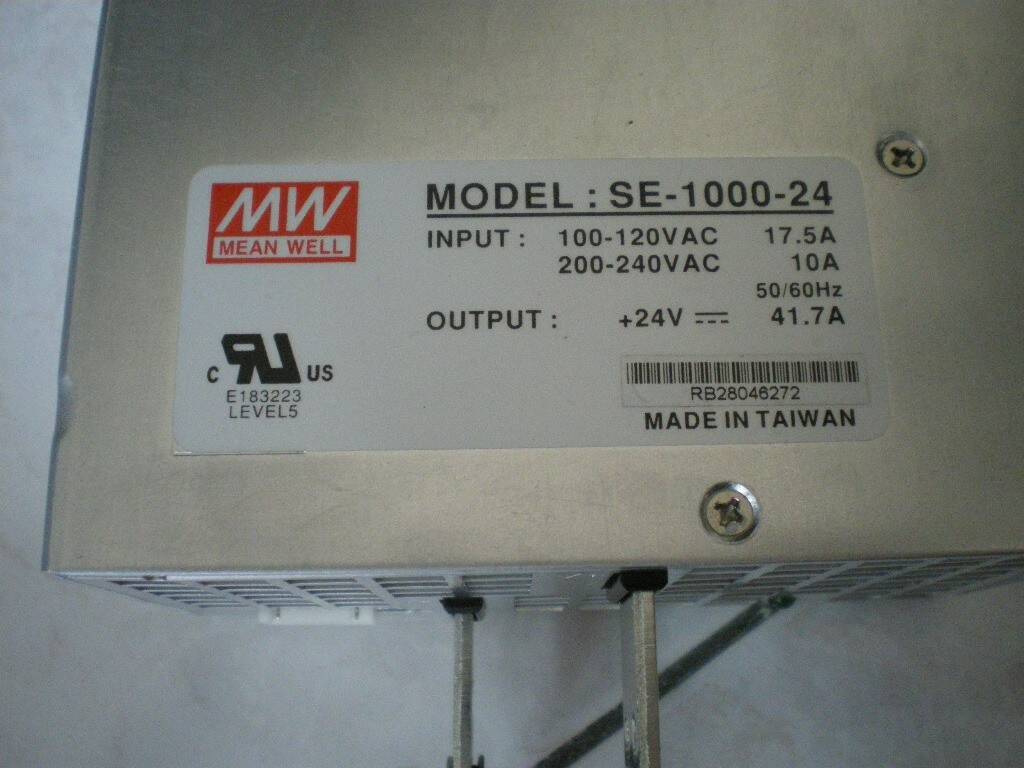 MW
MEAN WELL
MODEL : SE-1000-24
INPUT : 100-120VAC 17.5A
200-240VAC 10A
50/60Hz
OUTPUT : +24V ⎓ 41.7A
C RU US
E183223
LEVEL5
RB28046272
MADE IN TAIWAN